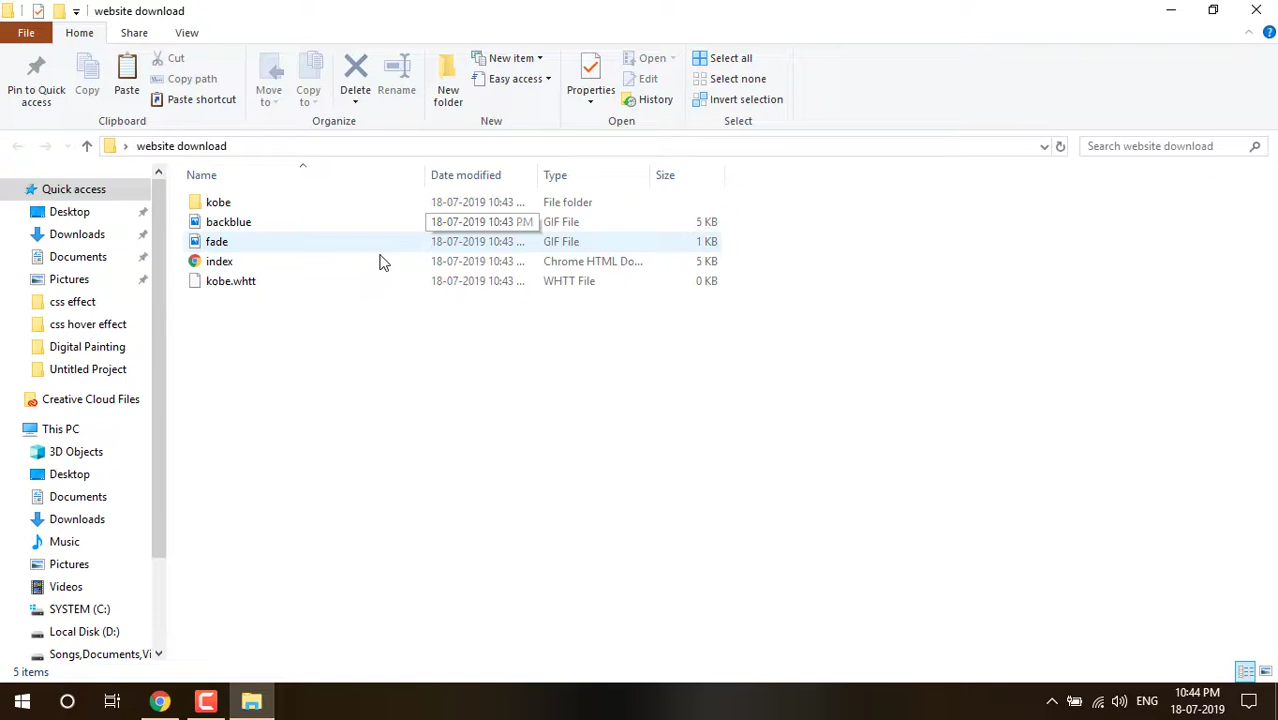 website download
File Home Share View
Pin to Quick access
Copy
Paste
Cut
Copy path
Paste shortcut
Clipboard
Move to
Copy to
Delete
Rename
Organize
New folder
New item
Easy access
New
Properties
Open
Edit
History
Open
Select all
Select none
Invert selection
Select
website download
Search website download
Name Date modified Type Size
kobe 18-07-2019 10:43 ... File folder
backblue 18-07-2019 10:43 PM GIF File 5 KB
fade 18-07-2019 10:43 ... GIF File 1 KB
index 18-07-2019 10:43 ... Chrome HTML Do... 5 KB
kobe.whtt 18-07-2019 10:43 ... WHTT File 0 KB
Quick access
Desktop
Downloads
Documents
Pictures
css effect
css hover effect
Digital Painting
Untitled Project
Creative Cloud Files
This PC
3D Objects
Desktop
Documents
Downloads
Music
Pictures
Videos
SYSTEM (C:)
Local Disk (D:)
Songs,Documents,Vi
5 items
ENG
10:44 PM
18-07-2019